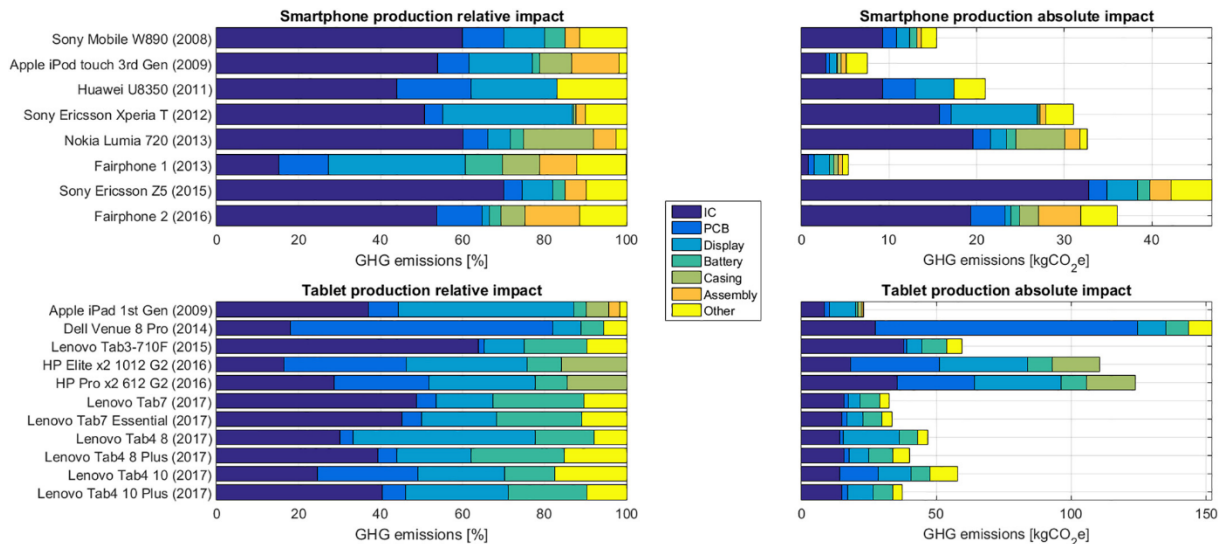 Smartphone production relative impact
Sony Mobile W890 (2008)
Apple iPod touch 3rd Gen (2009)
Huawei U8350 (2011)
Sony Ericsson Xperia T (2012)
Nokia Lumia 720 (2013)
Fairphone 1 (2013)
Sony Ericsson Z5 (2015)
Fairphone 2 (2016)
0 20 40 60 80 100
GHG emissions [%]
Smartphone production absolute impact
0 10 20 30 40
GHG emissions [kgCO₂e]
IC
PCB
Display
Battery
Casing
Assembly
Other
Tablet production relative impact
Apple iPad 1st Gen (2009)
Dell Venue 8 Pro (2014)
Lenovo Tab3-710F (2015)
HP Elite x2 1012 G2 (2016)
HP Pro x2 612 G2 (2016)
Lenovo Tab7 (2017)
Lenovo Tab7 Essential (2017)
Lenovo Tab4 8 (2017)
Lenovo Tab4 8 Plus (2017)
Lenovo Tab4 10 (2017)
Lenovo Tab4 10 Plus (2017)
0 20 40 60 80 100
GHG emissions [%]
Tablet production absolute impact
0 50 100 150
GHG emissions [kgCO₂e]